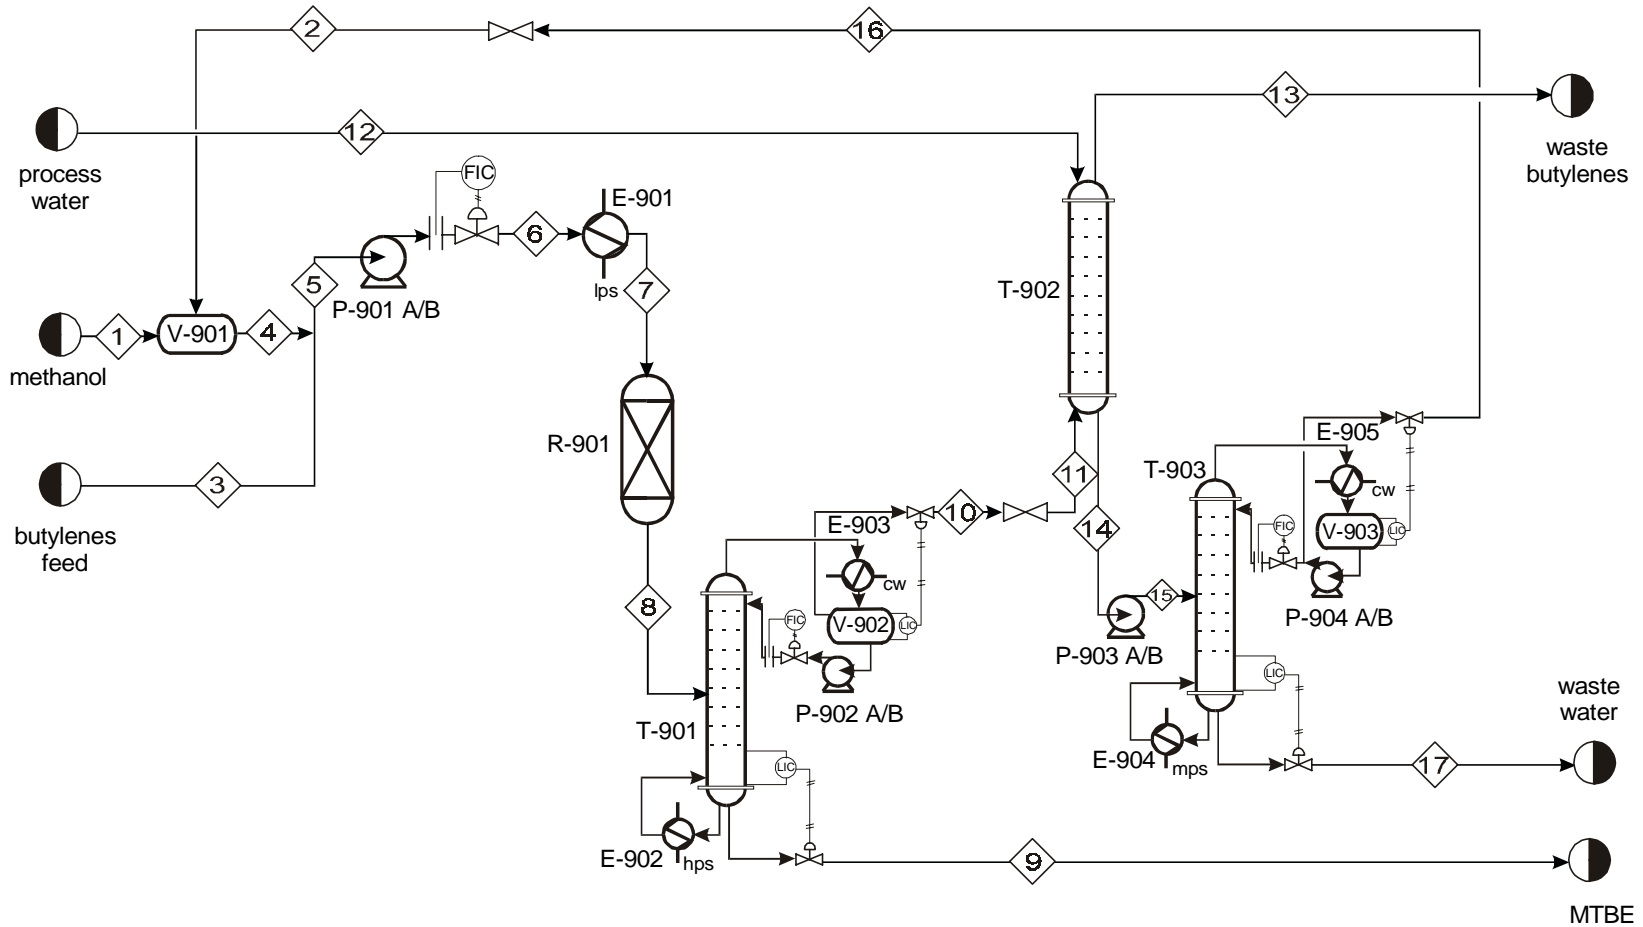 2
16
13
12
process
water
waste
butylenes
FIC
E-901
6
5
lps
7
P-901 A/B
T-902
1
V-901
4
methanol
R-901
3
butylenes
feed
11
E-905
T-903
cw
V-903
LIC
FIC
10
14
E-903
cw
15
P-904 A/B
8
FIC
V-902
LIC
P-903 A/B
P-902 A/B
T-901
LIC
LIC
E-904
mps
17
waste
water
E-902
hps
9
MTBE